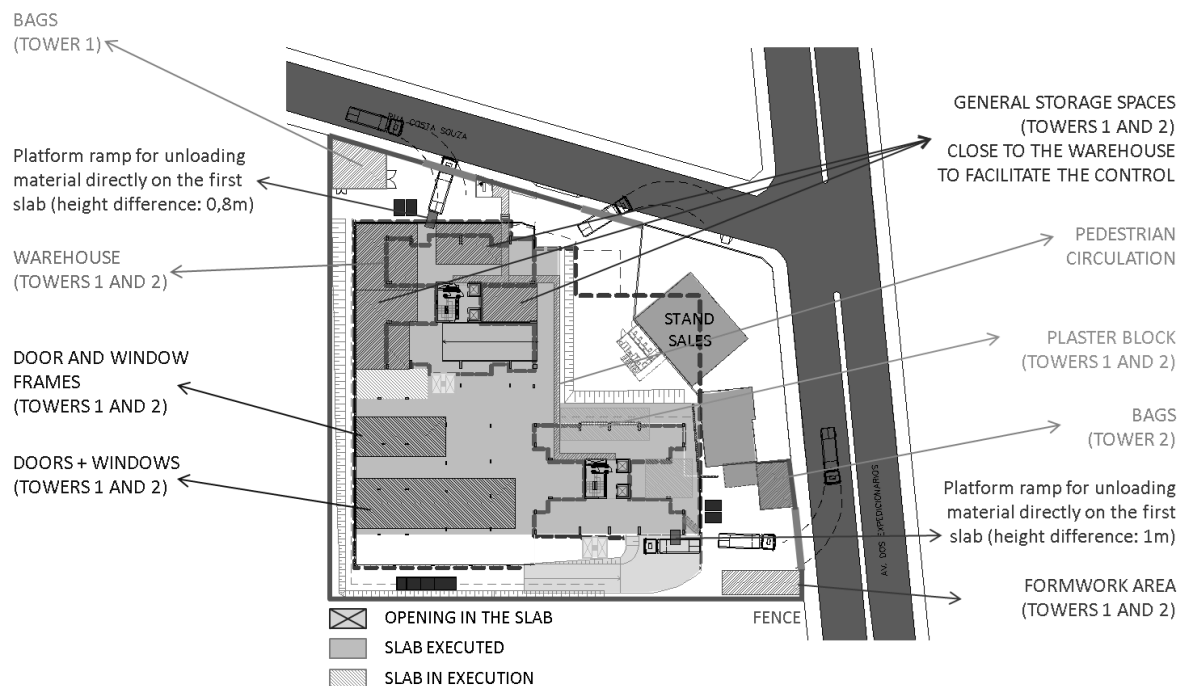 BAGS
(TOWER 1)
Platform ramp for unloading
material directly on the first
slab (height difference: 0,8m)
WAREHOUSE
(TOWERS 1 AND 2)
DOOR AND WINDOW
FRAMES
(TOWERS 1 AND 2)
DOORS + WINDOWS
(TOWERS 1 AND 2)
RUA COSTA SOUZA
STAND
SALES
AV. DOS EXPEDICIONARIOS
GENERAL STORAGE SPACES
(TOWERS 1 AND 2)
CLOSE TO THE WAREHOUSE
TO FACILITATE THE CONTROL
PEDESTRIAN
CIRCULATION
PLASTER BLOCK
(TOWERS 1 AND 2)
BAGS
(TOWER 2)
Platform ramp for unloading
material directly on the first
slab (height difference: 1m)
FORMWORK AREA
(TOWERS 1 AND 2)
FENCE
OPENING IN THE SLAB
SLAB EXECUTED
SLAB IN EXECUTION